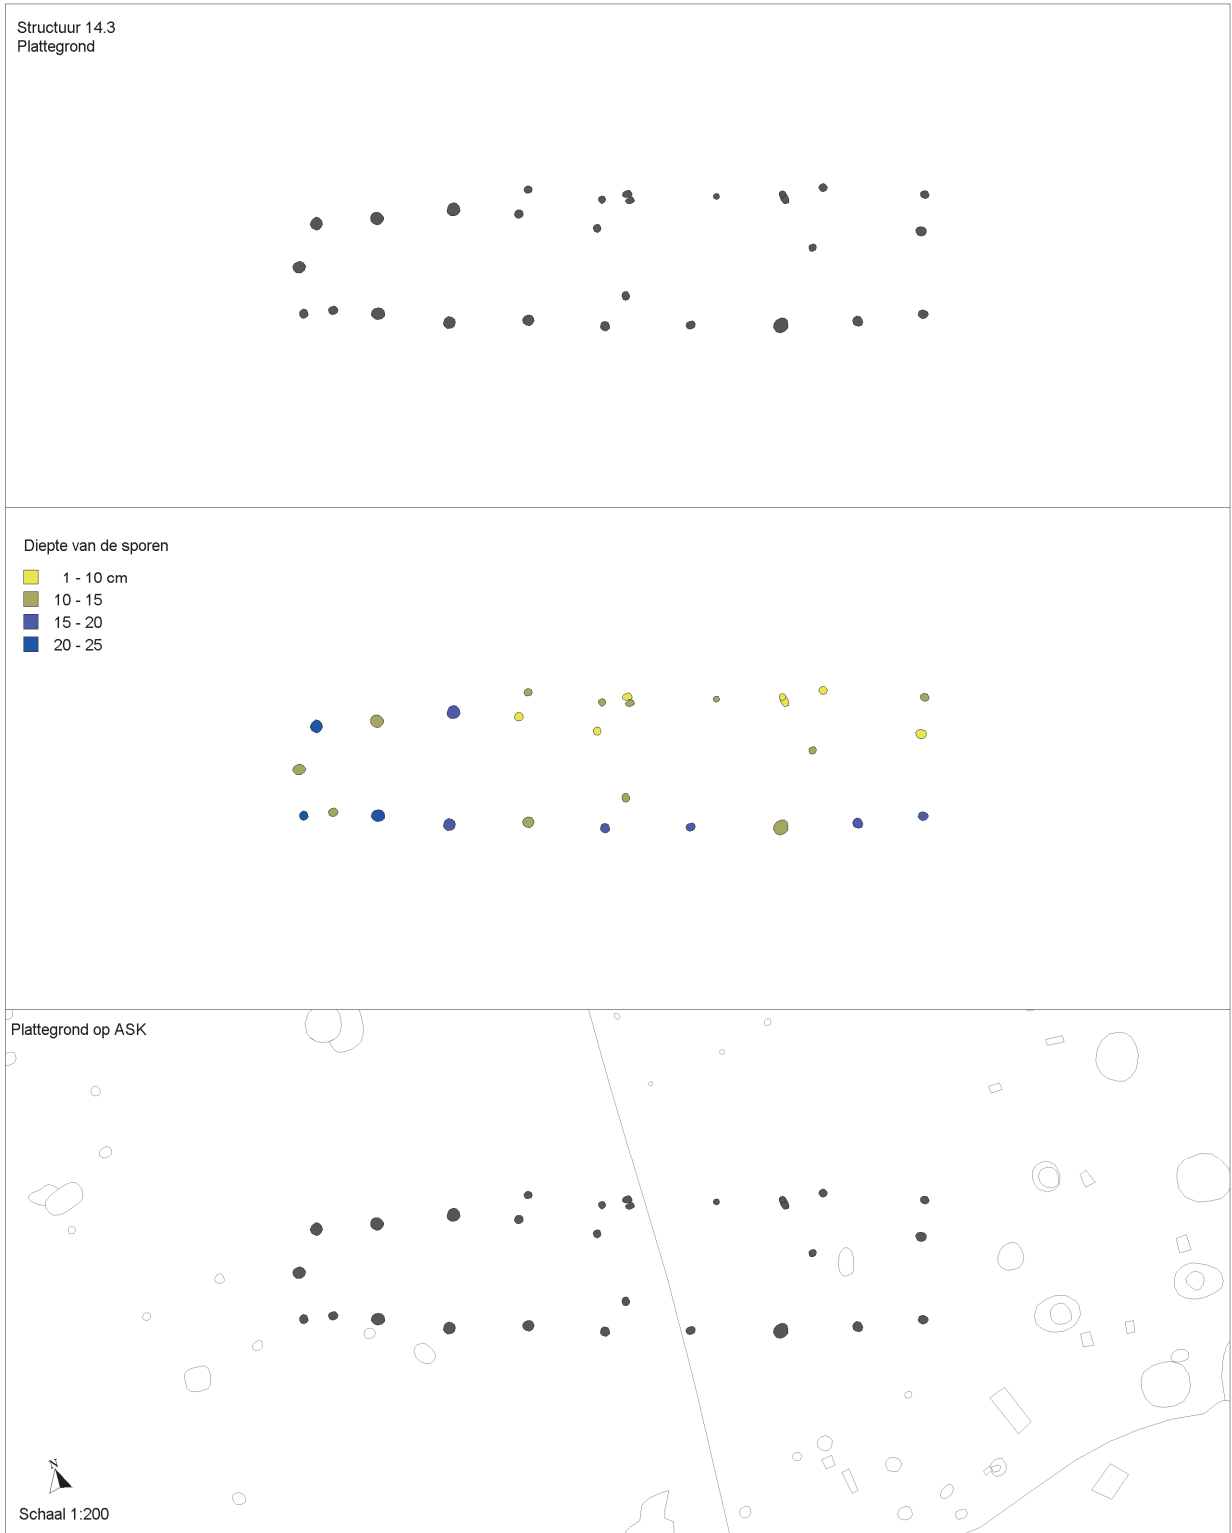 Structuur 14.3
Plattegrond
Diepte van de sporen
1 - 10 cm
10 - 15
15 - 20
20 - 25
Plattegrond op ASK
N
Schaal 1:200